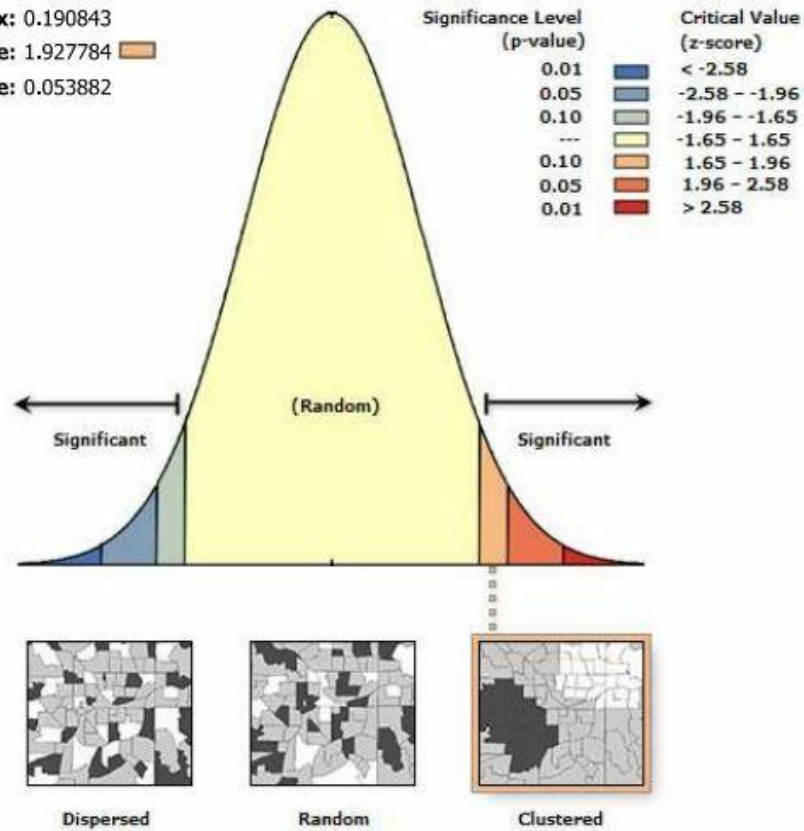 x: 0.190843
e: 1.927784
e: 0.053882
Significance Level
(p-value)
Critical Value
(z-score)
0.01 < -2.58
0.05 -2.58 – -1.96
0.10 -1.96 – -1.65
--- -1.65 – 1.65
0.10 1.65 – 1.96
0.05 1.96 – 2.58
0.01 > 2.58
(Random)
Significant
Significant
Dispersed
Random
Clustered